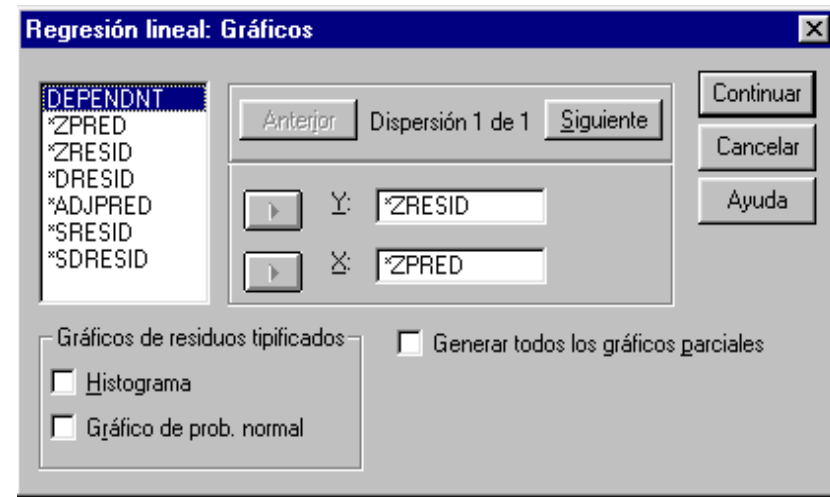 Regresión lineal: Gráficos
DEPENDNT
*ZPRED
*ZRESID
*DRESID
*ADJPRED
*SRESID
*SDRESID
Anterior Dispersión 1 de 1 Siguiente
Y: *ZRESID
X: *ZPRED
Continuar
Cancelar
Ayuda
Gráficos de residuos tipificados
Histograma
Gráfico de prob. normal
Generar todos los gráficos parciales